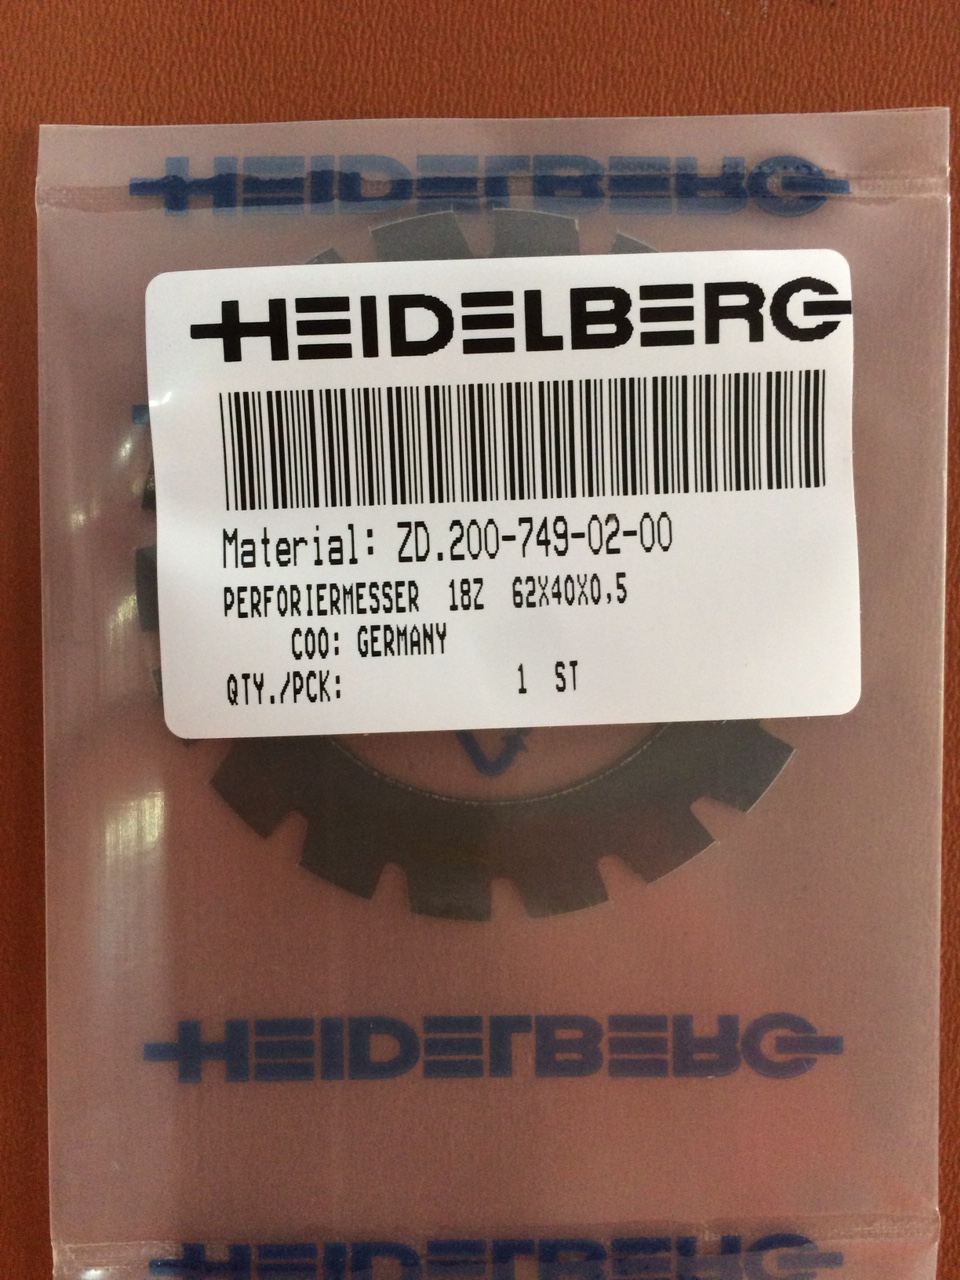 HEIDELBERG
HEIDELBERG
Material: ZD.200-749-02-00
PERFORIERMESSER 18Z 62X40X0,5
COO: GERMANY
QTY./PCK: 1 ST
HEIDELBERG
HEIDELBERG